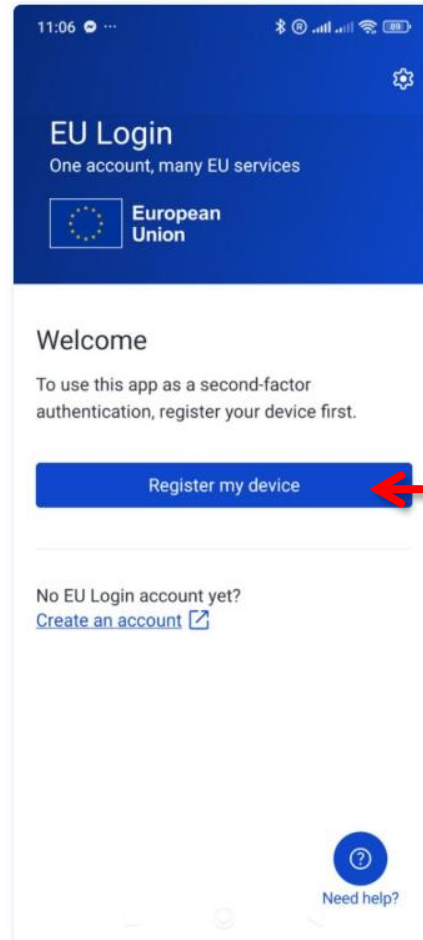 11:06
EU Login
One account, many EU services
European
Union
Welcome
To use this app as a second-factor
authentication, register your device first.
Register my device
No EU Login account yet?
Create an account
Need help?